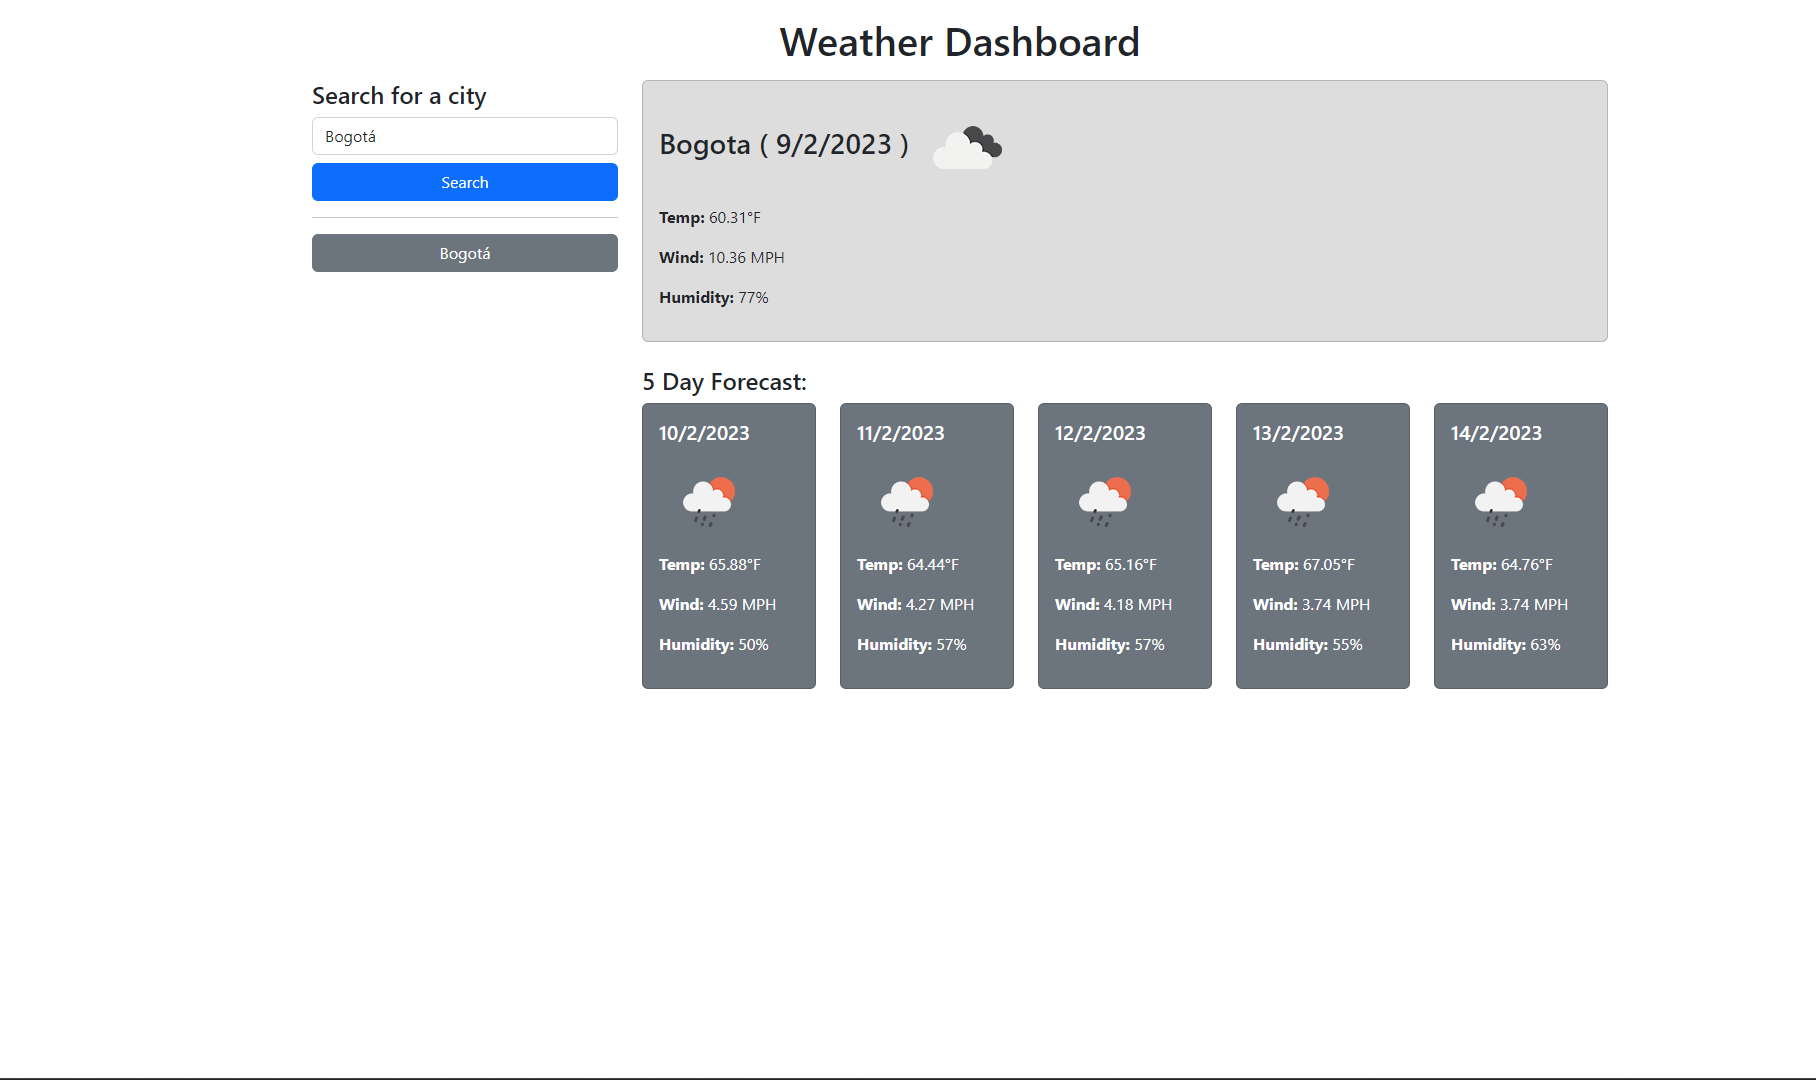 Weather Dashboard
Search for a city
Bogotá
Search
Bogotá
Bogota ( 9/2/2023 )
Temp: 60.31°F
Wind: 10.36 MPH
Humidity: 77%
5 Day Forecast:
10/2/2023
Temp: 65.88°F
Wind: 4.59 MPH
Humidity: 50%
11/2/2023
Temp: 64.44°F
Wind: 4.27 MPH
Humidity: 57%
12/2/2023
Temp: 65.16°F
Wind: 4.18 MPH
Humidity: 57%
13/2/2023
Temp: 67.05°F
Wind: 3.74 MPH
Humidity: 55%
14/2/2023
Temp: 64.76°F
Wind: 3.74 MPH
Humidity: 63%